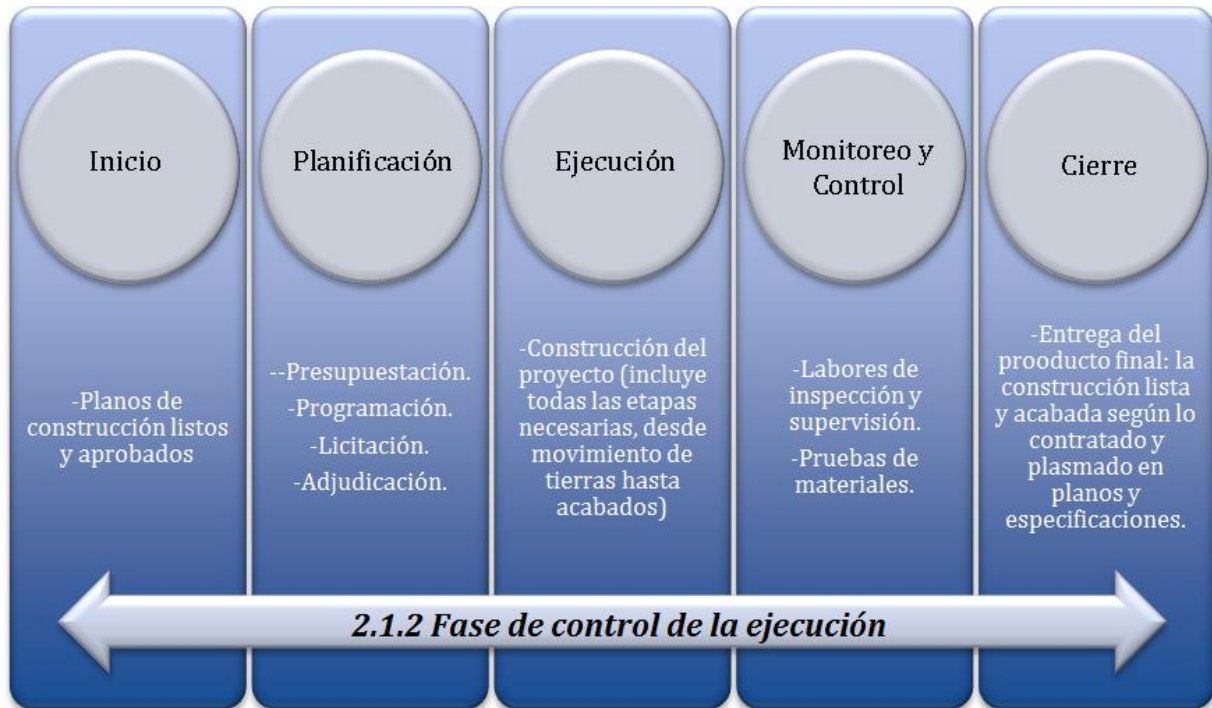 Inicio
-Planos de
construcción listos
y aprobados
Planificación
--Presupuestación.
-Programación.
-Licitación.
-Adjudicación.
Ejecución
-Construcción del
proyecto (incluye
todas las etapas
necesarias, desde
movimiento de
tierras hasta
acabados)
Monitoreo y
Control
-Labores de
inspección y
supervisión.
-Pruebas de
materiales.
Cierre
-Entrega del
prooducto final: la
construcción lista
y acabada según lo
contratado y
plasmado en
planos y
especificaciones.
2.1.2 Fase de control de la ejecución